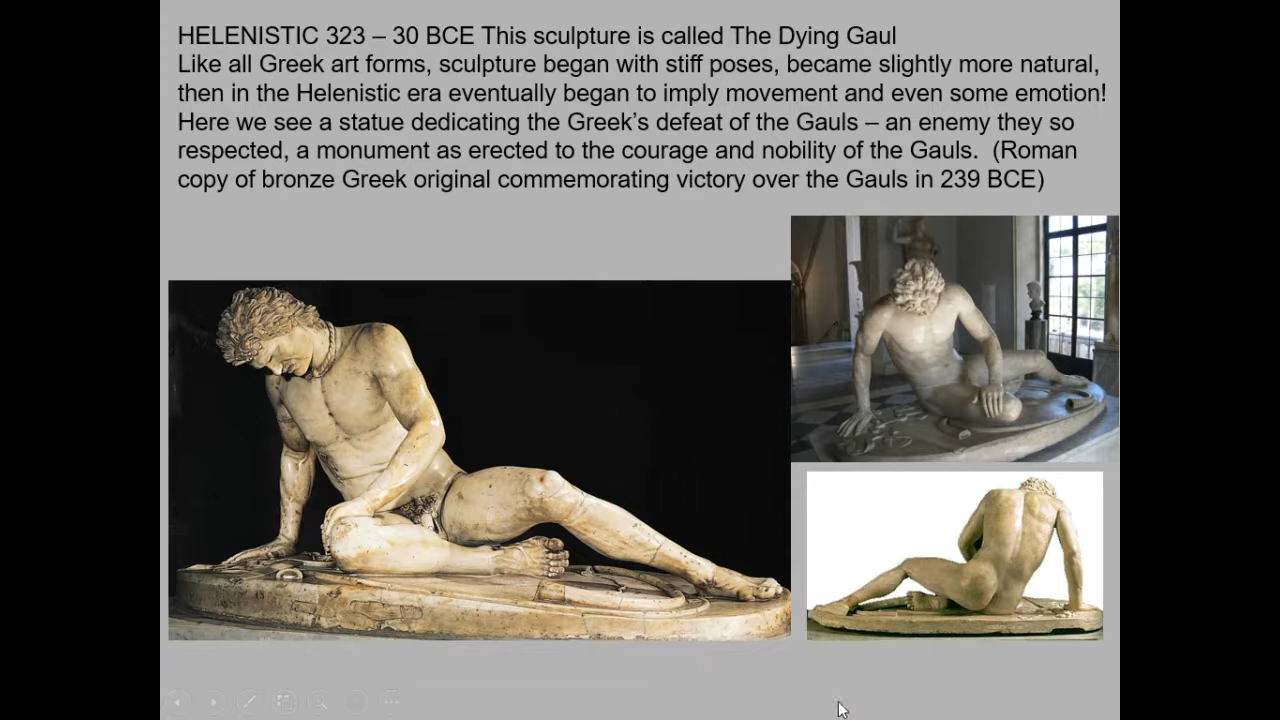 HELENISTIC 323 – 30 BCE This sculpture is called The Dying Gaul
Like all Greek art forms, sculpture began with stiff poses, became slightly more natural,
then in the Helenistic era eventually began to imply movement and even some emotion!
Here we see a statue dedicating the Greek's defeat of the Gauls – an enemy they so
respected, a monument as erected to the courage and nobility of the Gauls.  (Roman
copy of bronze Greek original commemorating victory over the Gauls in 239 BCE)